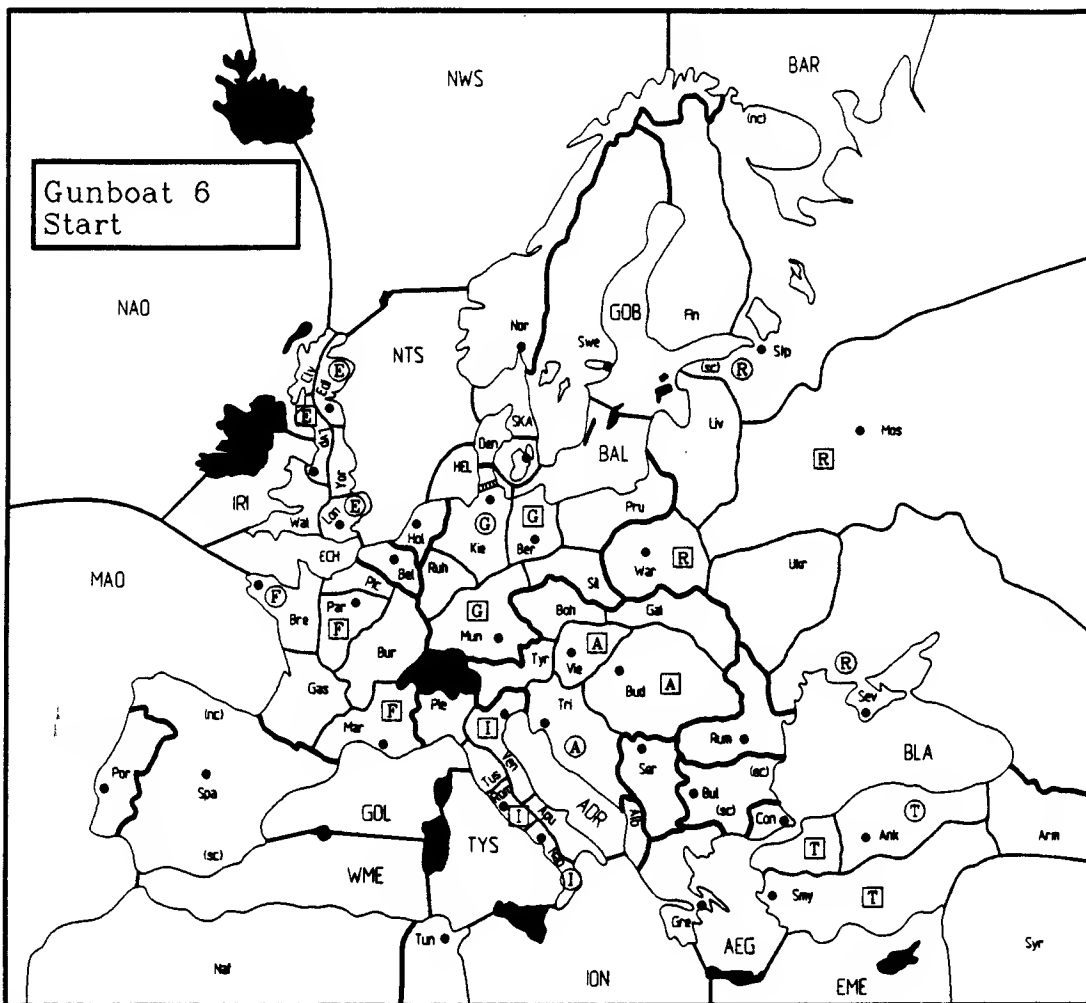 NWS
BAR
(nc)
Gunboat 6
Start
NAO
NTS
Nor
GOB
Fin
Swe
Stp
(sc)
R
Cly
E
Edi
E
Lvp
SKA
Den
Liv
Mos
R
BAL
HEL
Yor
IRI
Wal
Lon
E
Hol
G
Kie
G
Ber
Pru
ECH
Bel
Ruh
War
R
Ukr
MAO
Pic
Sil
F
Bre
Par
F
G
Mun
Boh
Gal
Bur
Tyr
A
Vie
Bud
A
R
Sev
Gas
(nc)
Mar
F
Pie
I
Ven
Tri
A
Rum
BLA
Por
Spa
Ser
(ec)
Bul
(sc)
Con
Tus
Rom
I
Apu
ADR
Alb
GOL
TYS
T
Ank
T
Arm
(sc)
WME
Nap
I
Smy
T
Gre
Tun
Naf
ION
AEG
EME
Syr